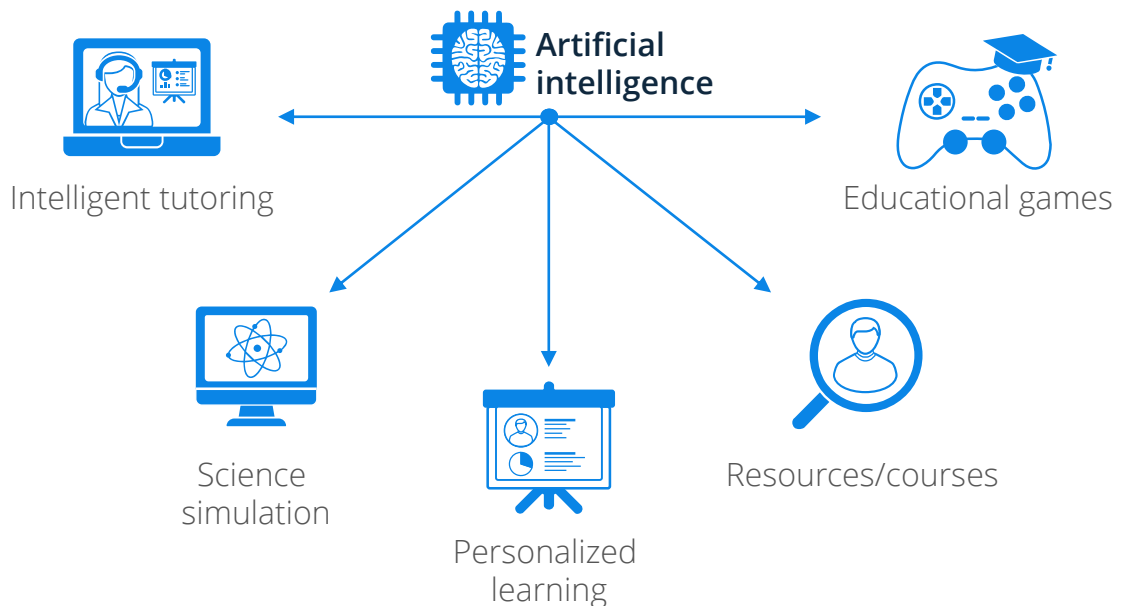 Artificial
intelligence
Intelligent tutoring
Educational games
Science
simulation
Personalized
learning
Resources/courses